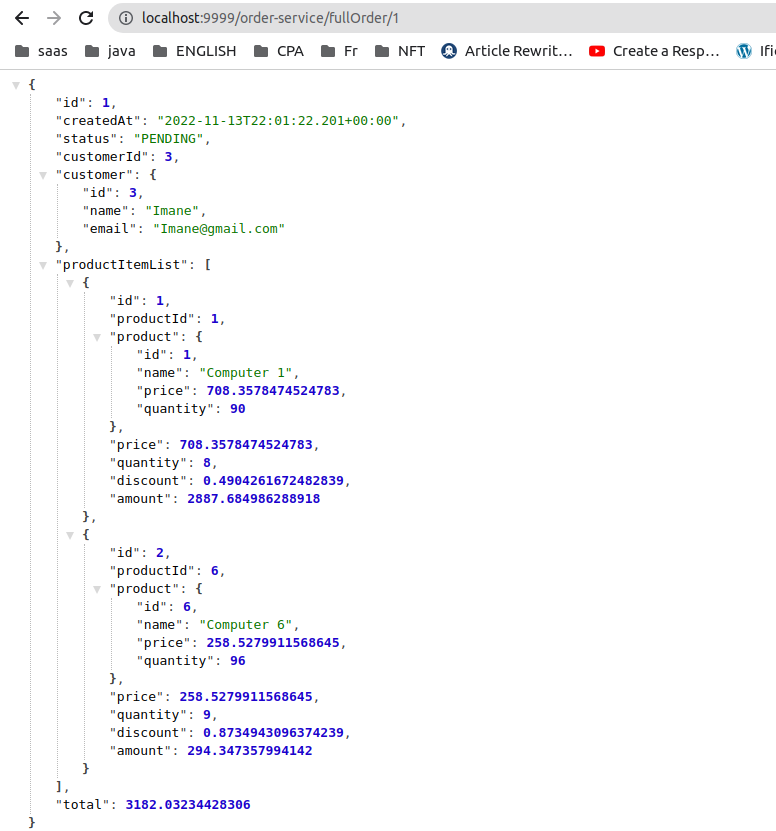 localhost:9999/order-service/fullOrder/1
saas java ENGLISH CPA Fr NFT Article Rewrit… Create a Resp… Ific
{
"id": 1,
"createdAt": "2022-11-13T22:01:22.201+00:00",
"status": "PENDING",
"customerId": 3,
"customer": {
"id": 3,
"name": "Imane",
"email": "Imane@gmail.com"
},
"productItemList": [
{
"id": 1,
"productId": 1,
"product": {
"id": 1,
"name": "Computer 1",
"price": 708.3578474524783,
"quantity": 90
},
"price": 708.3578474524783,
"quantity": 8,
"discount": 0.4904261672482839,
"amount": 2887.684986288918
},
{
"id": 2,
"productId": 6,
"product": {
"id": 6,
"name": "Computer 6",
"price": 258.5279911568645,
"quantity": 96
},
"price": 258.5279911568645,
"quantity": 9,
"discount": 0.8734943096374239,
"amount": 294.347357994142
}
],
"total": 3182.03234428306
}